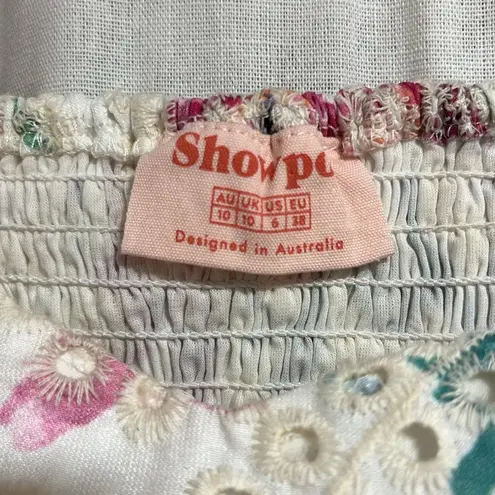 Showpo
AU UK US EU
10 10 6 38
Designed in Australia